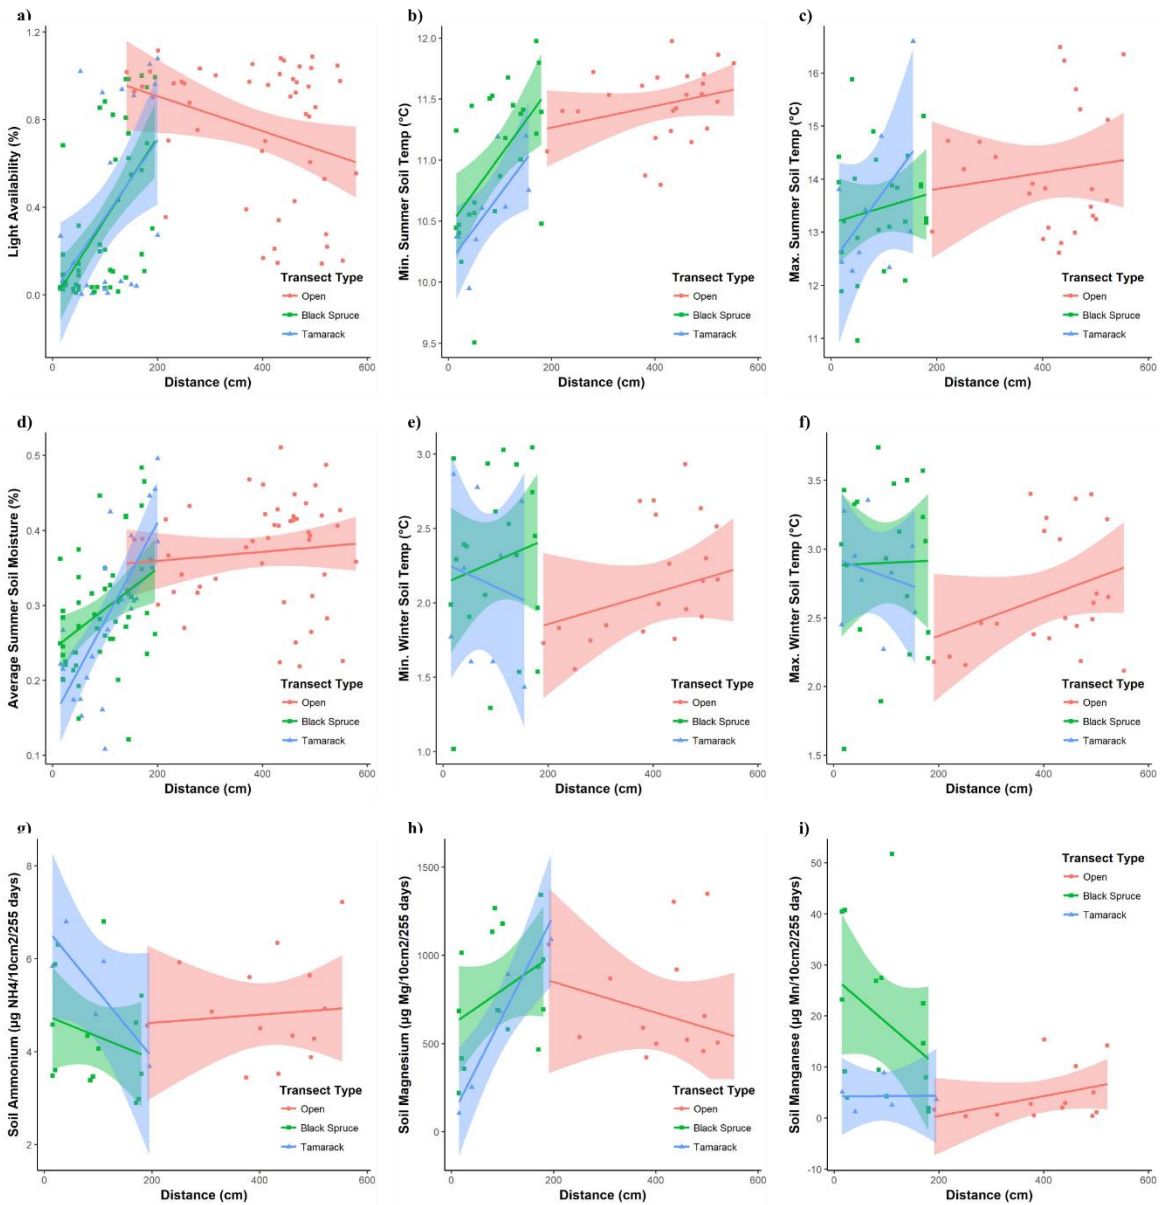 a)
Light Availability (%)
1.2
0.8
0.4
0.0
0
200
400
600
Distance (cm)
Transect Type
Open
Black Spruce
Tamarack
b)
Min. Summer Soil Temp (°C)
12.0
11.5
11.0
10.5
10.0
9.5
0
200
400
600
Distance (cm)
Transect Type
Open
Black Spruce
Tamarack
c)
Max. Summer Soil Temp (°C)
16
15
14
13
12
11
0
200
400
600
Distance (cm)
Transect Type
Open
Black Spruce
Tamarack
d)
Average Summer Soil Moisture (%)
0.5
0.4
0.3
0.2
0.1
0
200
400
600
Distance (cm)
Transect Type
Open
Black Spruce
Tamarack
e)
Min. Winter Soil Temp (°C)
3.0
2.5
2.0
1.5
1.0
0
200
400
600
Distance (cm)
Transect Type
Open
Black Spruce
Tamarack
f)
Max. Winter Soil Temp (°C)
3.5
3.0
2.5
2.0
1.5
0
200
400
600
Distance (cm)
Transect Type
Open
Black Spruce
Tamarack
g)
Soil Ammonium (µg NH4/10cm2/255 days)
8
6
4
2
0
200
400
600
Distance (cm)
Transect Type
Open
Black Spruce
Tamarack
h)
Soil Magnesium (µg Mg/10cm2/255 days)
1500
1000
500
0
0
200
400
600
Distance (cm)
Transect Type
Open
Black Spruce
Tamarack
i)
Soil Manganese (µg Mn/10cm2/255 days)
50
40
30
20
10
0
-10
0
200
400
600
Distance (cm)
Transect Type
Open
Black Spruce
Tamarack